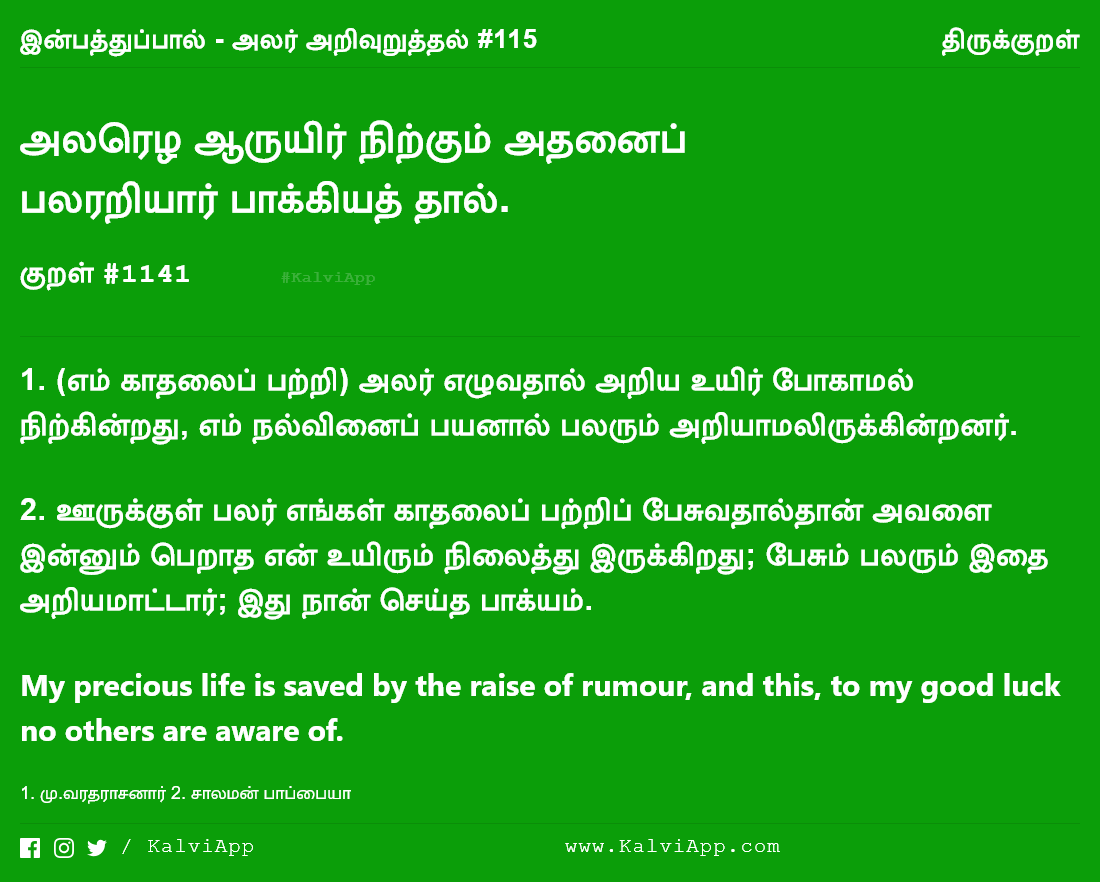 இன்பத்துப்பால் - அலர் அறிவுறுத்தல் #115
திருக்குறள்
அலரெழ ஆருயிர் நிற்கும் அதனைப்
பலரறியார் பாக்கியத் தால்.
குறள் #1141
#KalviApp
1. (எம் காதலைப் பற்றி) அலர் எழுவதால் அறிய உயிர் போகாமல்
நிற்கின்றது, எம் நல்வினைப் பயனால் பலரும் அறியாமலிருக்கின்றனர்.
2. ஊருக்குள் பலர் எங்கள் காதலைப் பற்றிப் பேசுவதால்தான் அவளை
இன்னும் பெறாத என் உயிரும் நிலைத்து இருக்கிறது; பேசும் பலரும் இதை
அறியமாட்டார்; இது நான் செய்த பாக்யம்.
My precious life is saved by the raise of rumour, and this, to my good luck
no others are aware of.
1. மு.வரதராசனார் 2. சாலமன் பாப்பையா
/ KalviApp
www.KalviApp.com